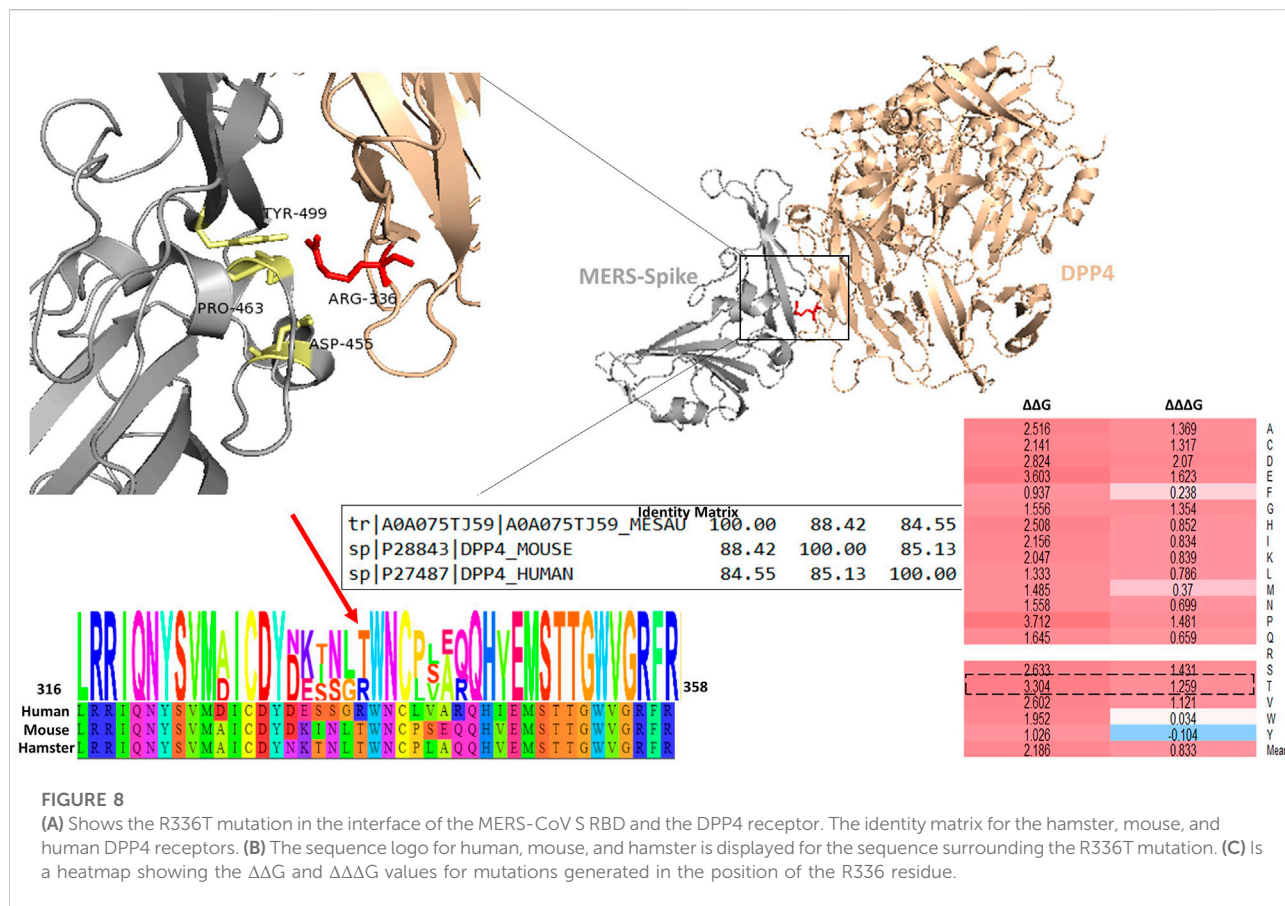 TYR-499
ARG-336
PRO-463
ASP-455
MERS-Spike
DPP4
Identity Matrix
tr|A0A075TJ59|A0A075TJ59_MESAU 100.00 88.42 84.55
sp|P28843|DPP4_MOUSE 88.42 100.00 85.13
sp|P27487|DPP4_HUMAN 84.55 85.13 100.00
ΔΔG ΔΔΔG
2.516 1.369 A
2.141 1.317 C
2.824 2.07 D
3.603 1.623 E
0.937 0.238 F
1.556 1.354 G
2.508 0.852 H
2.156 0.834 I
2.047 0.839 K
1.333 0.786 L
1.485 0.37 M
1.558 0.699 N
3.712 1.481 P
1.645 0.659 Q
R
2.633 1.431 S
3.304 1.259 T
2.602 1.121 V
1.952 0.034 W
1.026 -0.104 Y
2.186 0.833 Mean
316 358
Human LRRIQNYSVMDICDYDESSGRWNCLVARQHIEMSTTGWVGRFR
Mouse LRRIQNYSVMAICDYDKINLTWNCPSEQQHVEMSTTGWVGRFR
Hamster LRRIQNYSVMAICDYNKTNLTWNCPLAQQHVEMSTTGWVGRFR
FIGURE 8
(A) Shows the R336T mutation in the interface of the MERS-CoV S RBD and the DPP4 receptor. The identity matrix for the hamster, mouse, and
human DPP4 receptors. (B) The sequence logo for human, mouse, and hamster is displayed for the sequence surrounding the R336T mutation. (C) Is
a heatmap showing the ΔΔG and ΔΔΔG values for mutations generated in the position of the R336 residue.